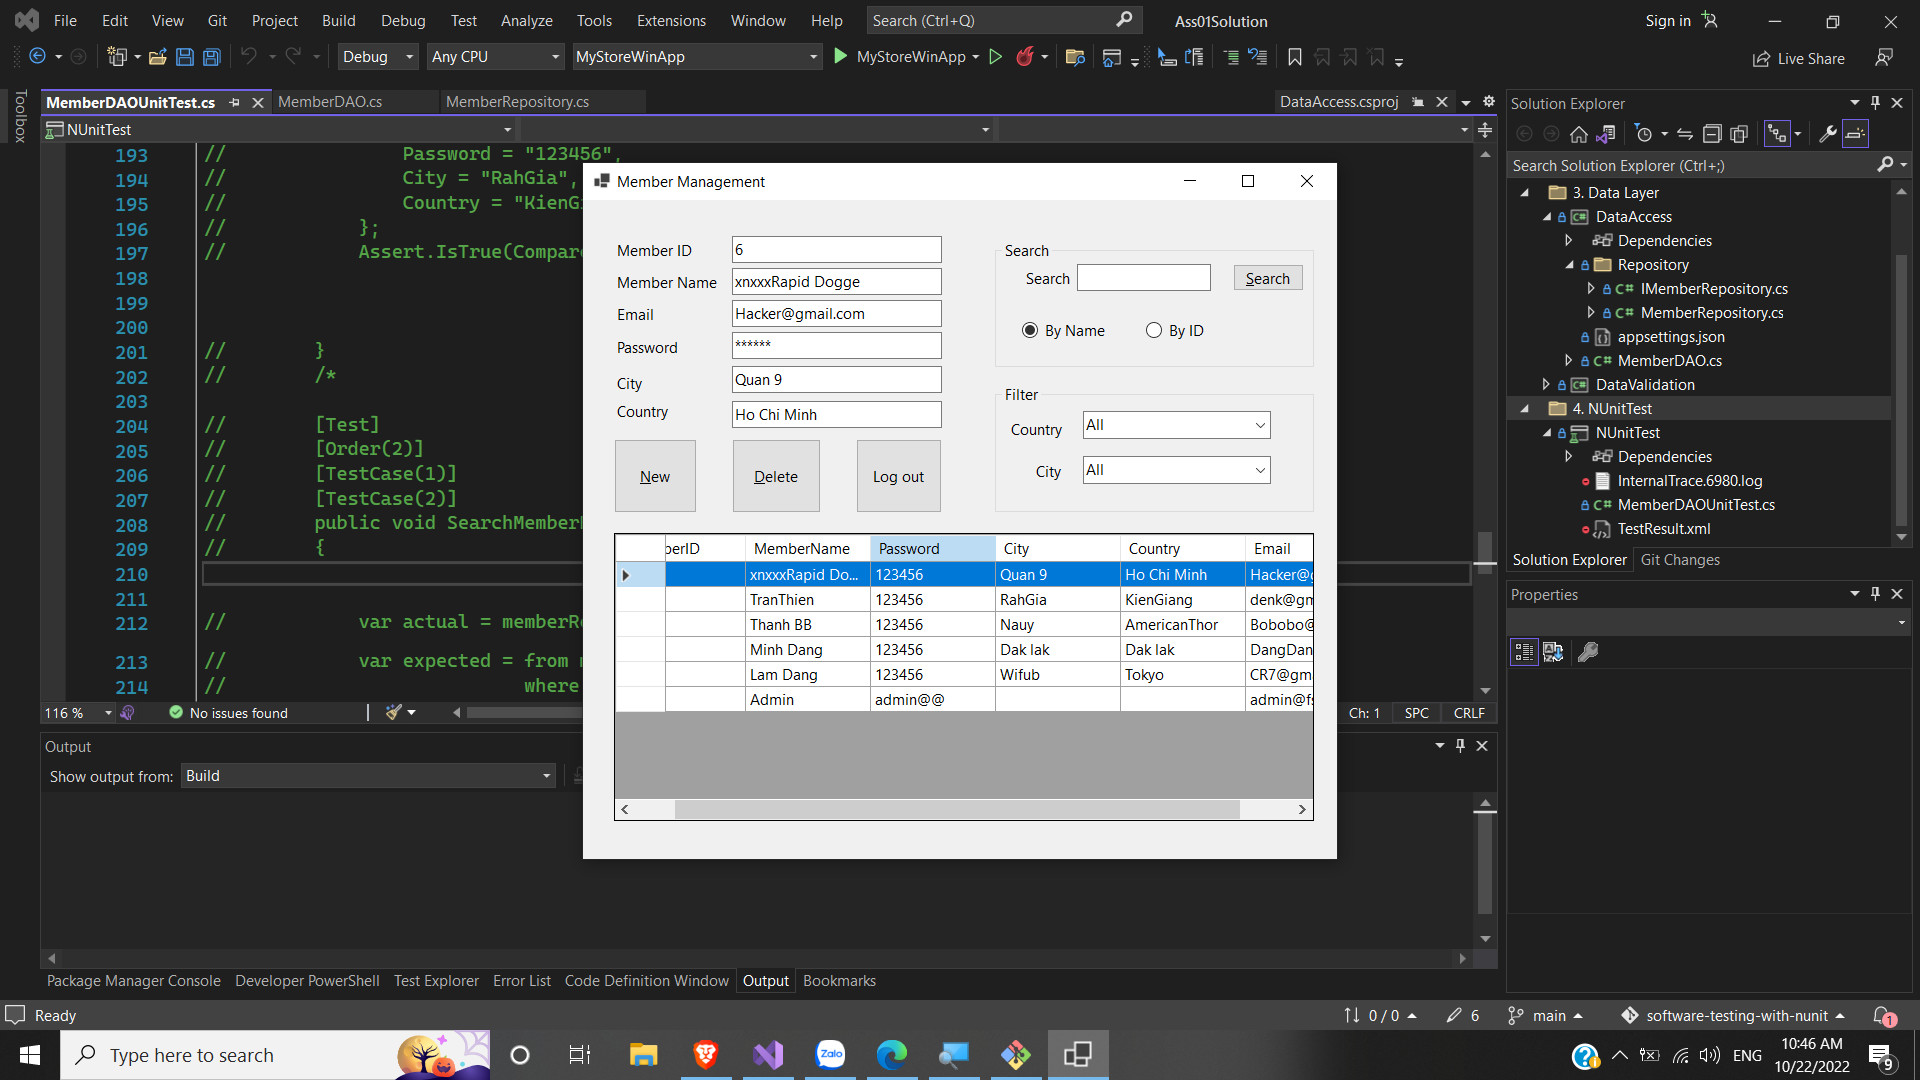 File Edit View Git Project Build Debug Test Analyze Tools Extensions Window Help Search (Ctrl+Q) Ass01Solution Sign in
Debug Any CPU MyStoreWinApp MyStoreWinApp Live Share
Toolbox
MemberDAOUnitTest.cs MemberDAO.cs MemberRepository.cs DataAccess.csproj
NUnitTest
193 // Password = "123456",
194 // City = "RahGia",
195 // Country = "KienGi
196 // };
197 // Assert.IsTrue(Compare
198
199
200
201 // }
202 // /*
203
204 // [Test]
205 // [Order(2)]
206 // [TestCase(1)]
207 // [TestCase(2)]
208 // public void SearchMember
209 // {
210
211
212 // var actual = memberRe
213 // var expected = from
214 // where
116 % No issues found Ch: 1 SPC CRLF
Member Management
Member ID 6
Member Name xnxxxRapid Dogge
Email Hacker@gmail.com
Password ******
City Quan 9
Country Ho Chi Minh
New Delete Log out
Search
Search Search
By Name By ID
Filter
Country All
City All
berID MemberName Password City Country Email
xnxxxRapid Do... 123456 Quan 9 Ho Chi Minh Hacker@g
TranThien 123456 RahGia KienGiang denk@gm
Thanh BB 123456 Nauy AmericanThor Bobobo@
Minh Dang 123456 Dak lak Dak lak DangDan
Lam Dang 123456 Wifub Tokyo CR7@gm
Admin admin@@ admin@fs
Output
Show output from: Build
Package Manager Console Developer PowerShell Test Explorer Error List Code Definition Window Output Bookmarks
Solution Explorer
Search Solution Explorer (Ctrl+;)
3. Data Layer
C# DataAccess
Dependencies
Repository
C# IMemberRepository.cs
C# MemberRepository.cs
appsettings.json
C# MemberDAO.cs
C# DataValidation
4. NUnitTest
NUnitTest
Dependencies
InternalTrace.6980.log
C# MemberDAOUnitTest.cs
TestResult.xml
Solution Explorer Git Changes
Properties
Ready 0 / 0 6 main software-testing-with-nunit 1
Type here to search Zalo ENG 10:46 AM
10/22/2022 9